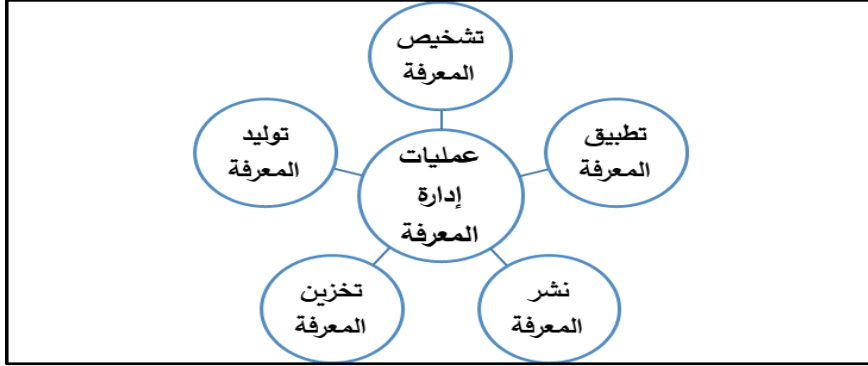 تشخيص
المعرفة
تطبيق
المعرفة
توليد
المعرفة
عمليات
إدارة
المعرفة
نشر
المعرفة
تخزين
المعرفة